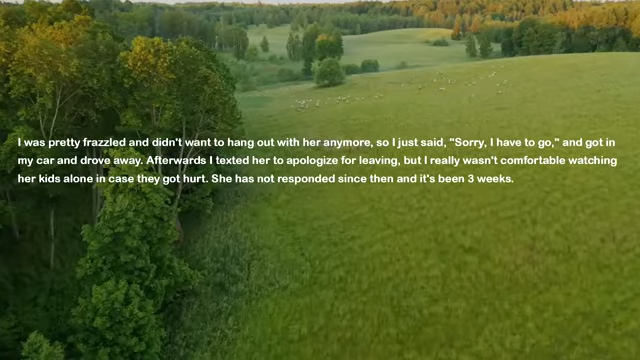 I was pretty frazzled and didn't want to hang out with her anymore, so I just said, "Sorry, I have to go," and got in
my car and drove away. Afterwards I texted her to apologize for leaving, but I really wasn't comfortable watching
her kids alone in case they got hurt. She has not responded since then and it's been 3 weeks.